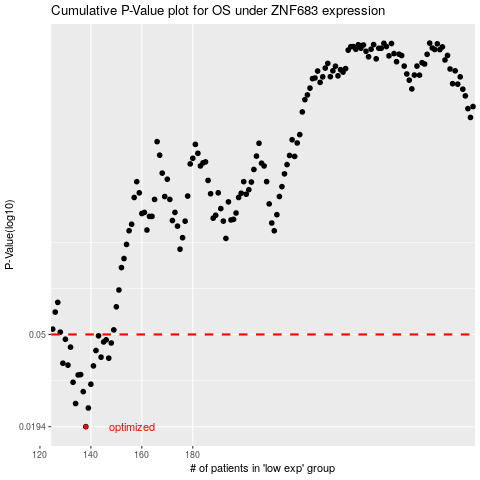 Cumulative P-Value plot for OS under ZNF683 expression
P-Value(log10)
0.05
0.0194
optimized
120 140 160 180
# of patients in 'low exp' group